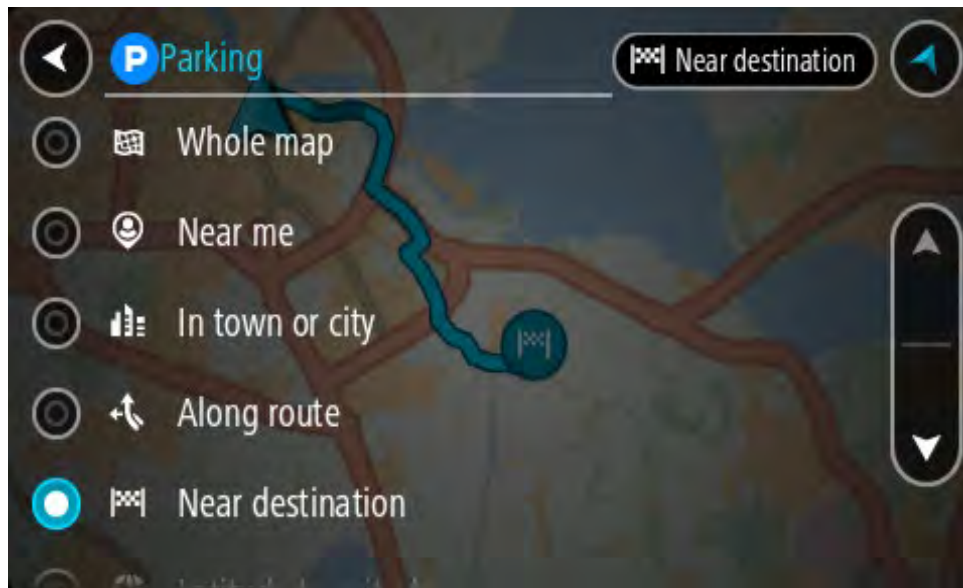 P Parking
Near destination
Whole map
Near me
In town or city
Along route
Near destination